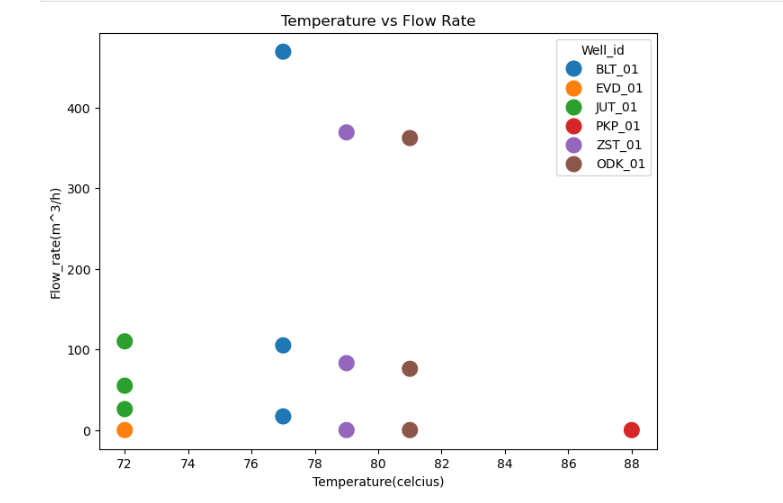 Temperature vs Flow Rate
Well_id
BLT_01
EVD_01
JUT_01
PKP_01
ZST_01
ODK_01
Flow_rate(m^3/h)
400
300
200
100
0
72 74 76 78 80 82 84 86 88
Temperature(celcius)